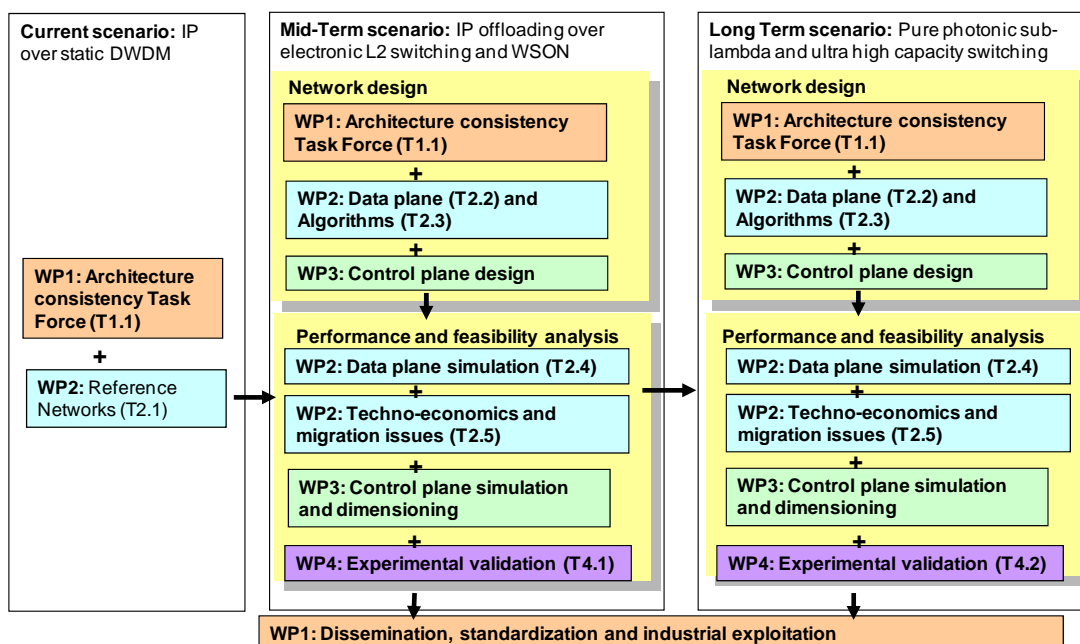 Current scenario: IP
over static DWDM
WP1: Architecture
consistency Task
Force (T1.1)
+
WP2: Reference
Networks (T2.1)
Mid-Term scenario: IP offloading over
electronic L2 switching and WSON
Network design
WP1: Architecture consistency
Task Force (T1.1)
+
WP2: Data plane (T2.2) and
Algorithms (T2.3)
+
WP3: Control plane design
Performance and feasibility analysis
WP2: Data plane simulation (T2.4)
+
WP2: Techno-economics and
migration issues (T2.5)
+
WP3: Control plane simulation
and dimensioning
+
WP4: Experimental validation (T4.1)
Long Term scenario: Pure photonic sub-
lambda and ultra high capacity switching
Network design
WP1: Architecture consistency
Task Force (T1.1)
+
WP2: Data plane (T2.2) and
Algorithms (T2.3)
+
WP3: Control plane design
Performance and feasibility analysis
WP2: Data plane simulation (T2.4)
+
WP2: Techno-economics and
migration issues (T2.5)
+
WP3: Control plane simulation
and dimensioning
+
WP4: Experimental validation (T4.2)
WP1: Dissemination, standardization and industrial exploitation